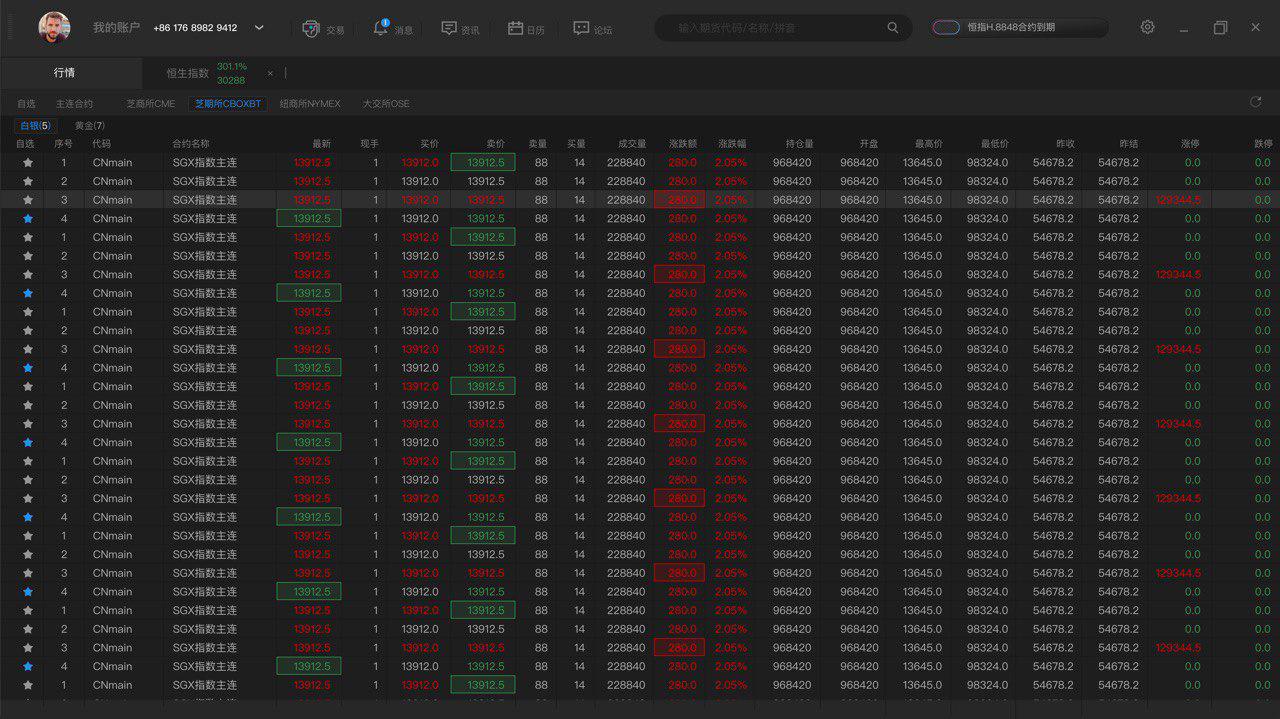 我的账户 +86 176 8982 9412 交易 1 消息 资讯 日历 论坛 输入期货代码/名称/拼音 恒指H.8848合约到期
行情 恒生指数 301.1% 30288 ×
自选 主连合约 芝商所CME 芝期所CBOXBT 纽商所NYMEX 大交所OSE
白银(5) 黄金(7)
自选 序号 代码 合约名称 最新 现手 买价 卖价 卖量 买量 成交量 涨跌额 涨跌幅 持仓量 开盘 最高价 最低价 昨收 昨结 涨停 跌停
1 CNmain SGX指数主连 13912.5 1 13912.0 13912.5 88 14 228840 280.0 2.05% 968420 968420 13645.0 98324.0 54678.2 54678.2 0.0 0.0
2 CNmain SGX指数主连 13912.5 1 13912.0 13912.5 88 14 228840 280.0 2.05% 968420 968420 13645.0 98324.0 54678.2 54678.2 0.0 0.0
3 CNmain SGX指数主连 13912.5 1 13912.0 13912.5 88 14 228840 280.0 2.05% 968420 968420 13645.0 98324.0 54678.2 54678.2 129344.5 0.0
4 CNmain SGX指数主连 13912.5 1 13912.0 13912.5 88 14 228840 280.0 2.05% 968420 968420 13645.0 98324.0 54678.2 54678.2 0.0 0.0
1 CNmain SGX指数主连 13912.5 1 13912.0 13912.5 88 14 228840 280.0 2.05% 968420 968420 13645.0 98324.0 54678.2 54678.2 0.0 0.0
2 CNmain SGX指数主连 13912.5 1 13912.0 13912.5 88 14 228840 280.0 2.05% 968420 968420 13645.0 98324.0 54678.2 54678.2 0.0 0.0
3 CNmain SGX指数主连 13912.5 1 13912.0 13912.5 88 14 228840 280.0 2.05% 968420 968420 13645.0 98324.0 54678.2 54678.2 129344.5 0.0
4 CNmain SGX指数主连 13912.5 1 13912.0 13912.5 88 14 228840 280.0 2.05% 968420 968420 13645.0 98324.0 54678.2 54678.2 0.0 0.0
1 CNmain SGX指数主连 13912.5 1 13912.0 13912.5 88 14 228840 280.0 2.05% 968420 968420 13645.0 98324.0 54678.2 54678.2 0.0 0.0
2 CNmain SGX指数主连 13912.5 1 13912.0 13912.5 88 14 228840 280.0 2.05% 968420 968420 13645.0 98324.0 54678.2 54678.2 0.0 0.0
3 CNmain SGX指数主连 13912.5 1 13912.0 13912.5 88 14 228840 280.0 2.05% 968420 968420 13645.0 98324.0 54678.2 54678.2 129344.5 0.0
4 CNmain SGX指数主连 13912.5 1 13912.0 13912.5 88 14 228840 280.0 2.05% 968420 968420 13645.0 98324.0 54678.2 54678.2 0.0 0.0
1 CNmain SGX指数主连 13912.5 1 13912.0 13912.5 88 14 228840 280.0 2.05% 968420 968420 13645.0 98324.0 54678.2 54678.2 0.0 0.0
2 CNmain SGX指数主连 13912.5 1 13912.0 13912.5 88 14 228840 280.0 2.05% 968420 968420 13645.0 98324.0 54678.2 54678.2 0.0 0.0
3 CNmain SGX指数主连 13912.5 1 13912.0 13912.5 88 14 228840 280.0 2.05% 968420 968420 13645.0 98324.0 54678.2 54678.2 129344.5 0.0
4 CNmain SGX指数主连 13912.5 1 13912.0 13912.5 88 14 228840 280.0 2.05% 968420 968420 13645.0 98324.0 54678.2 54678.2 0.0 0.0
1 CNmain SGX指数主连 13912.5 1 13912.0 13912.5 88 14 228840 280.0 2.05% 968420 968420 13645.0 98324.0 54678.2 54678.2 0.0 0.0
2 CNmain SGX指数主连 13912.5 1 13912.0 13912.5 88 14 228840 280.0 2.05% 968420 968420 13645.0 98324.0 54678.2 54678.2 0.0 0.0
3 CNmain SGX指数主连 13912.5 1 13912.0 13912.5 88 14 228840 280.0 2.05% 968420 968420 13645.0 98324.0 54678.2 54678.2 129344.5 0.0
4 CNmain SGX指数主连 13912.5 1 13912.0 13912.5 88 14 228840 280.0 2.05% 968420 968420 13645.0 98324.0 54678.2 54678.2 0.0 0.0
1 CNmain SGX指数主连 13912.5 1 13912.0 13912.5 88 14 228840 280.0 2.05% 968420 968420 13645.0 98324.0 54678.2 54678.2 0.0 0.0
2 CNmain SGX指数主连 13912.5 1 13912.0 13912.5 88 14 228840 280.0 2.05% 968420 968420 13645.0 98324.0 54678.2 54678.2 0.0 0.0
3 CNmain SGX指数主连 13912.5 1 13912.0 13912.5 88 14 228840 280.0 2.05% 968420 968420 13645.0 98324.0 54678.2 54678.2 129344.5 0.0
4 CNmain SGX指数主连 13912.5 1 13912.0 13912.5 88 14 228840 280.0 2.05% 968420 968420 13645.0 98324.0 54678.2 54678.2 0.0 0.0
1 CNmain SGX指数主连 13912.5 1 13912.0 13912.5 88 14 228840 280.0 2.05% 968420 968420 13645.0 98324.0 54678.2 54678.2 0.0 0.0
2 CNmain SGX指数主连 13912.5 1 13912.0 13912.5 88 14 228840 280.0 2.05% 968420 968420 13645.0 98324.0 54678.2 54678.2 0.0 0.0
3 CNmain SGX指数主连 13912.5 1 13912.0 13912.5 88 14 228840 280.0 2.05% 968420 968420 13645.0 98324.0 54678.2 54678.2 129344.5 0.0
4 CNmain SGX指数主连 13912.5 1 13912.0 13912.5 88 14 228840 280.0 2.05% 968420 968420 13645.0 98324.0 54678.2 54678.2 0.0 0.0
1 CNmain SGX指数主连 13912.5 1 13912.0 13912.5 88 14 228840 280.0 2.05% 968420 968420 13645.0 98324.0 54678.2 54678.2 0.0 0.0